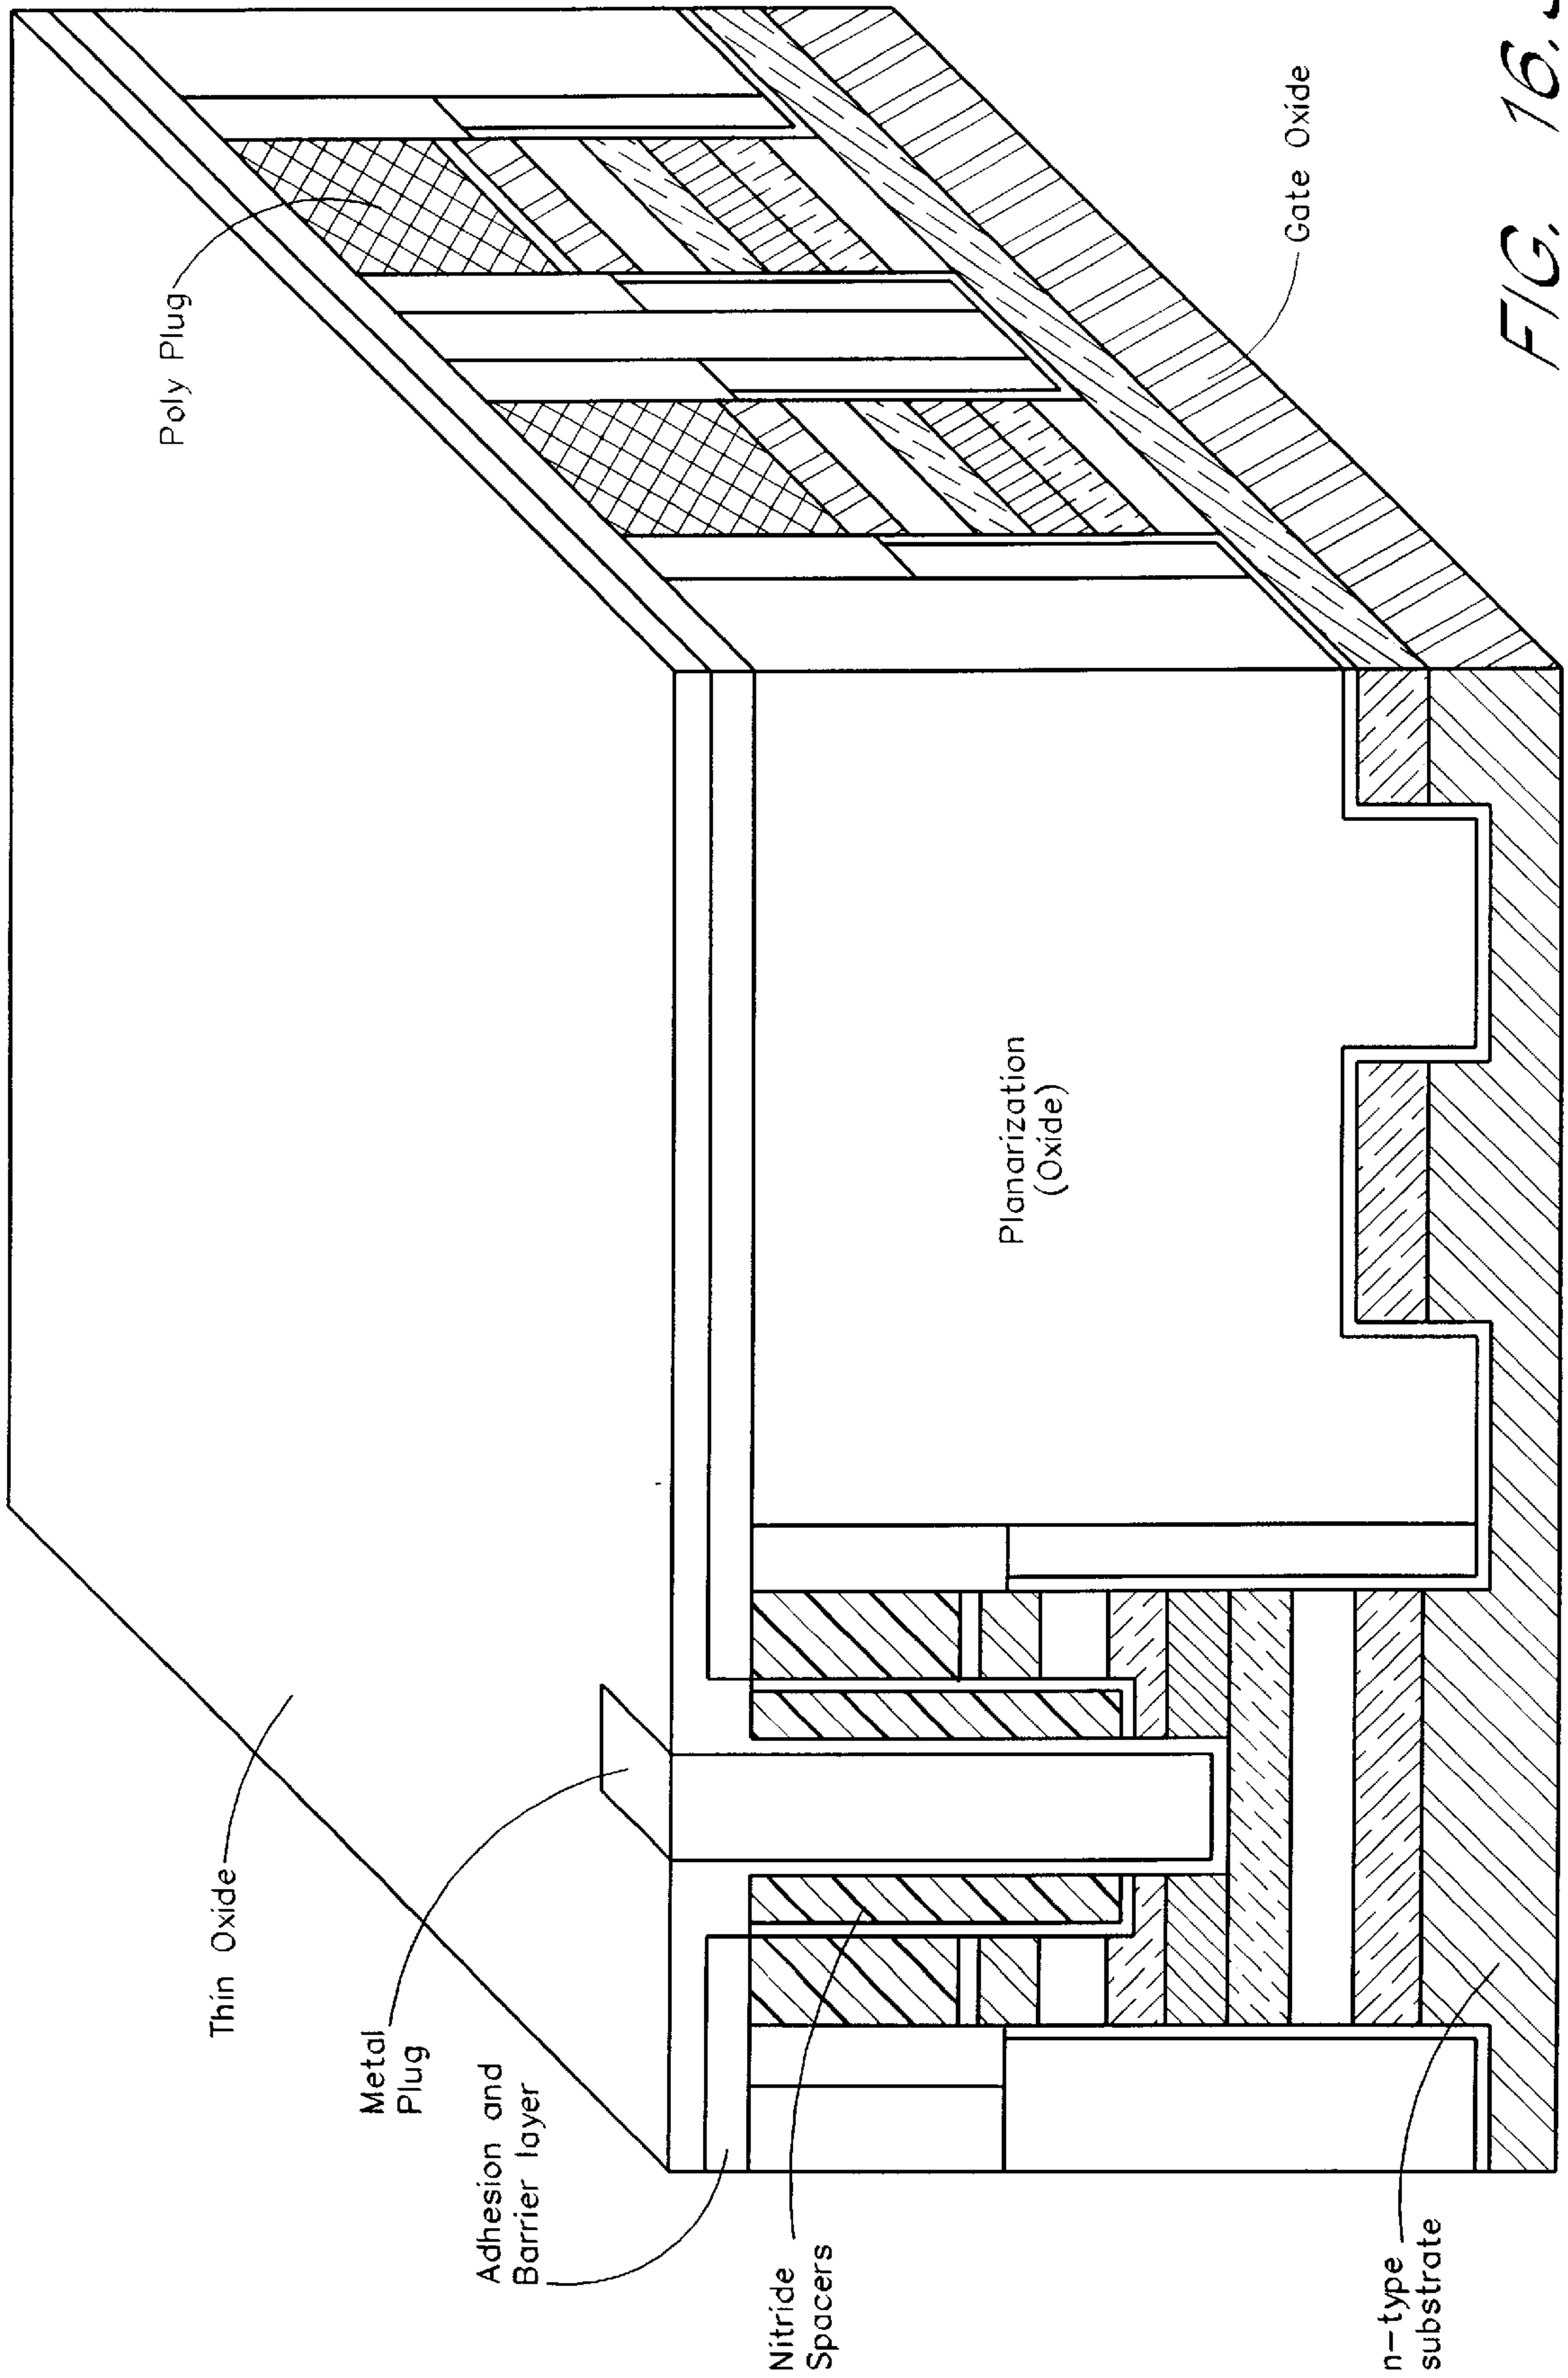 Thin Oxide
Poly Plug
Metal
Plug
Adhesion and
Barrier layer
Nitride
Spacers
Planarization
(Oxide)
Gate Oxide
n-type
substrate
FIG. 16.